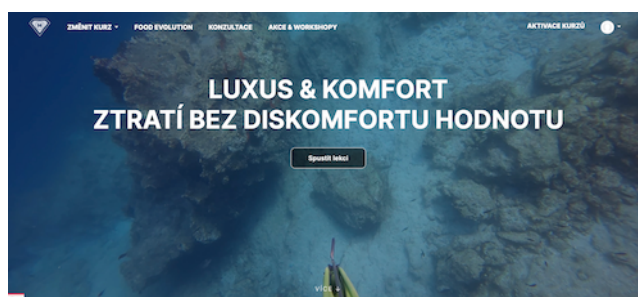 ZMĚNIT KURZ
FOOD EVOLUTION
KONZULTACE
AKCE & WORKSHOPY
AKTIVACE KURZŮ
LUXUS & KOMFORT
ZTRATÍ BEZ DISKOMFORTU HODNOTU
Spustit lekci
VÍCE ↓